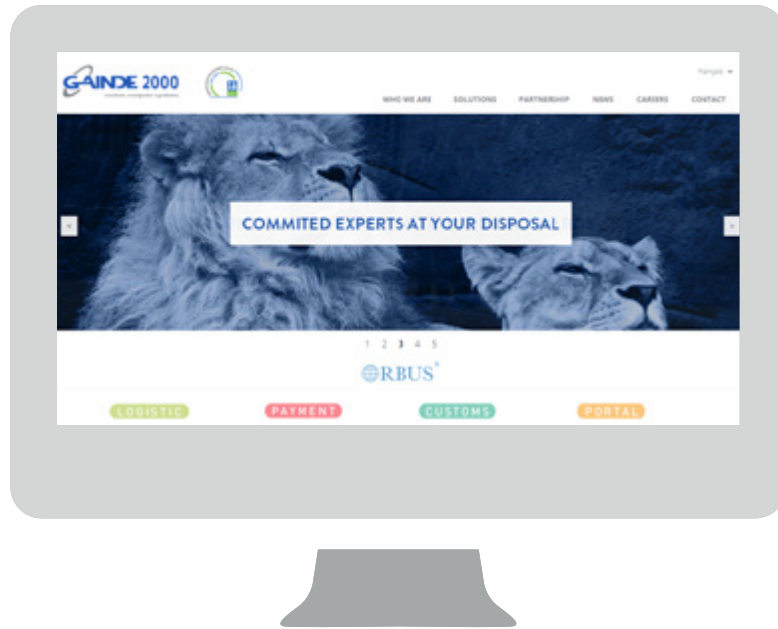 GAINDE 2000
Français
WHO WE ARE SOLUTIONS PARTNERSHIP NEWS CAREERS CONTACT
COMMITED EXPERTS AT YOUR DISPOSAL
< >
1 2 3 4 5
ORBUS®
LOGISTIC PAYMENT CUSTOMS PORTAL